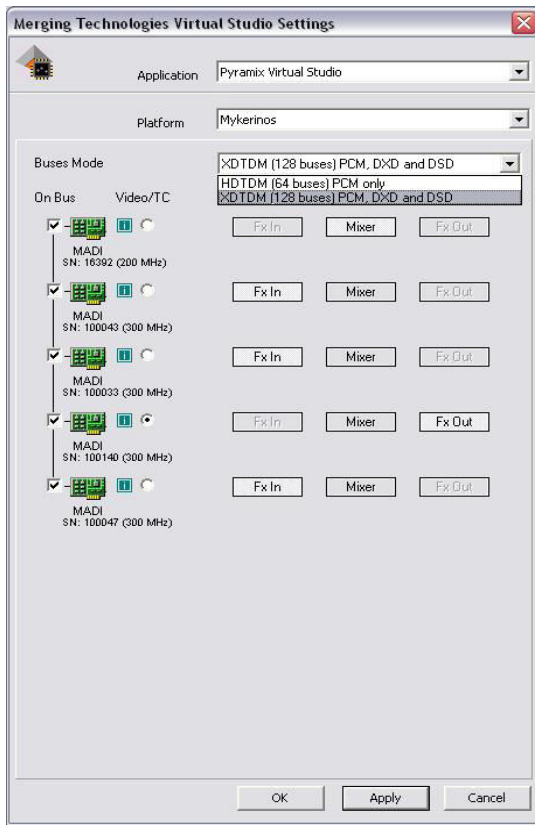 Merging Technologies Virtual Studio Settings
Application Pyramix Virtual Studio
Platform Mykerinos
Buses Mode XDTDM (128 buses) PCM, DXD and DSD
HDTDM (64 buses) PCM only
On Bus Video/TC XDTDM (128 buses) PCM, DXD and DSD
Fx In Mixer Fx Out
MADI
SN: 16392 (200 MHz)
Fx In Mixer Fx Out
MADI
SN: 100043 (300 MHz)
Fx In Mixer Fx Out
MADI
SN: 100033 (300 MHz)
Fx In Mixer Fx Out
MADI
SN: 100140 (300 MHz)
Fx In Mixer Fx Out
MADI
SN: 100047 (300 MHz)
OK Apply Cancel